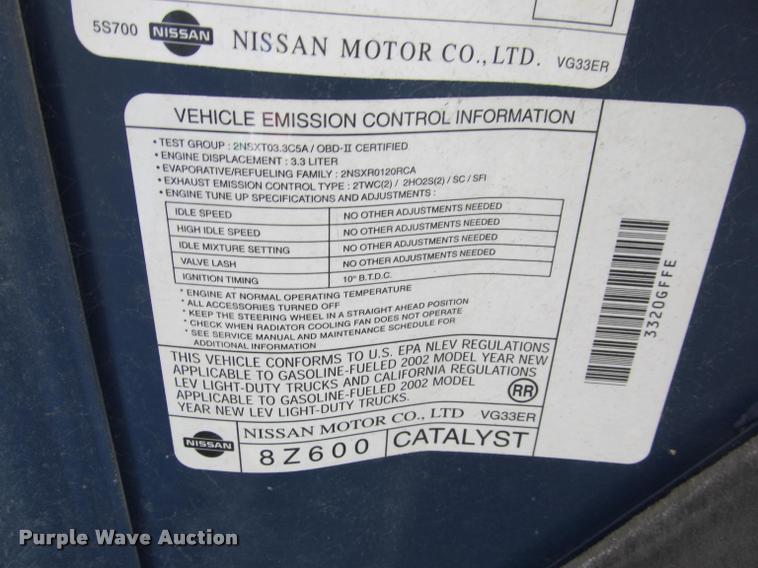 5S700 NISSAN NISSAN MOTOR CO., LTD. VG33ER
VEHICLE EMISSION CONTROL INFORMATION
• TEST GROUP : 2NSXT03.3C5A / OBD-II CERTIFIED
• ENGINE DISPLACEMENT : 3.3 LITER
• EVAPORATIVE/REFUELING FAMILY : 2NSXR0120RCA
• EXHAUST EMISSION CONTROL TYPE : 2TWC(2) / 2HO2S(2) / SC / SFI
• ENGINE TUNE UP SPECIFICATIONS AND ADJUSTMENTS :
IDLE SPEED NO OTHER ADJUSTMENTS NEEDED
HIGH IDLE SPEED NO OTHER ADJUSTMENTS NEEDED
IDLE MIXTURE SETTING NO OTHER ADJUSTMENTS NEEDED
VALVE LASH NO OTHER ADJUSTMENTS NEEDED
IGNITION TIMING 10° B.T.D.C.
* ENGINE AT NORMAL OPERATING TEMPERATURE
* ALL ACCESSORIES TURNED OFF
* KEEP THE STEERING WHEEL IN A STRAIGHT AHEAD POSITION
* CHECK WHEN RADIATOR COOLING FAN DOES NOT OPERATE
* SEE SERVICE MANUAL AND MAINTENANCE SCHEDULE FOR
ADDITIONAL INFORMATION
THIS VEHICLE CONFORMS TO U.S. EPA NLEV REGULATIONS
APPLICABLE TO GASOLINE-FUELED 2002 MODEL YEAR NEW
LEV LIGHT-DUTY TRUCKS AND CALIFORNIA REGULATIONS
APPLICABLE TO GASOLINE-FUELED 2002 MODEL
YEAR NEW LEV LIGHT-DUTY TRUCKS.
RR
3320GFFE
NISSAN NISSAN MOTOR CO., LTD VG33ER
8Z600 CATALYST
Purple Wave Auction